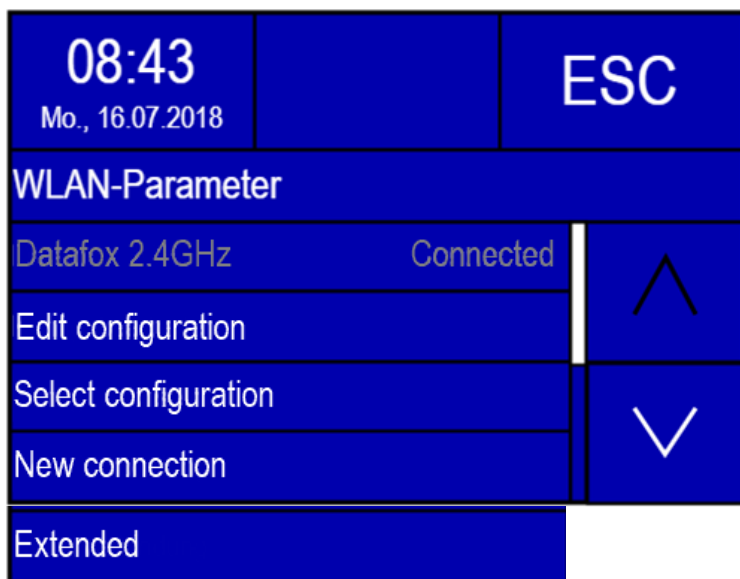 08:43 ESC
Mo., 16.07.2018
WLAN-Parameter
Datafox 2.4GHz Connected
Edit configuration
Select configuration
New connection
Extended